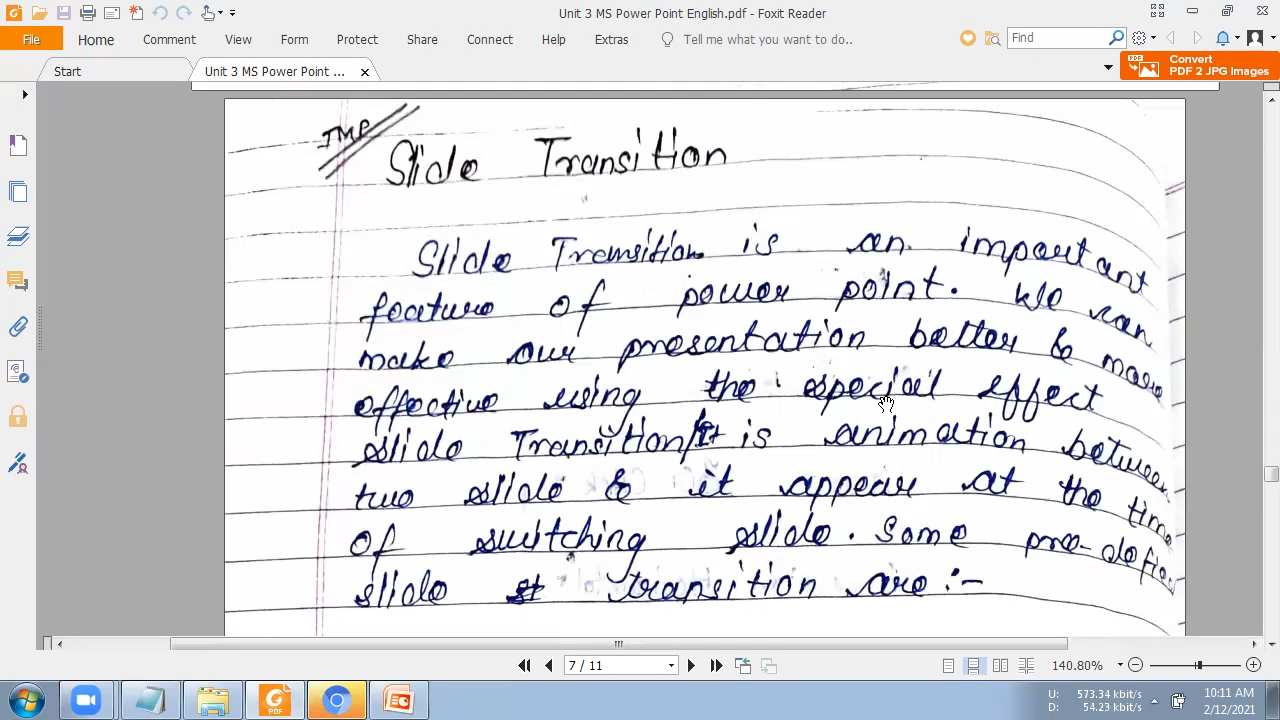 Unit 3 MS Power Point English.pdf - Foxit Reader
File Home Comment View Form Protect Share Connect Help Extras Tell me what you want to do.. Find
Start Unit 3 MS Power Point ... Convert
PDF 2 JPG Images
IMP
Slide Transition
Slide Transition is an important
feature of power point. We can
make our presentation better & more
effective using the especial effect
slide Transition/It is animation between
two slide & it appear at the time
of switching slide. Some pre-define
slide transition are :-
7 / 11 140.80%
PDF U: 573.34 kbit/s 10:11 AM
D: 54.23 kbit/s 2/12/2021